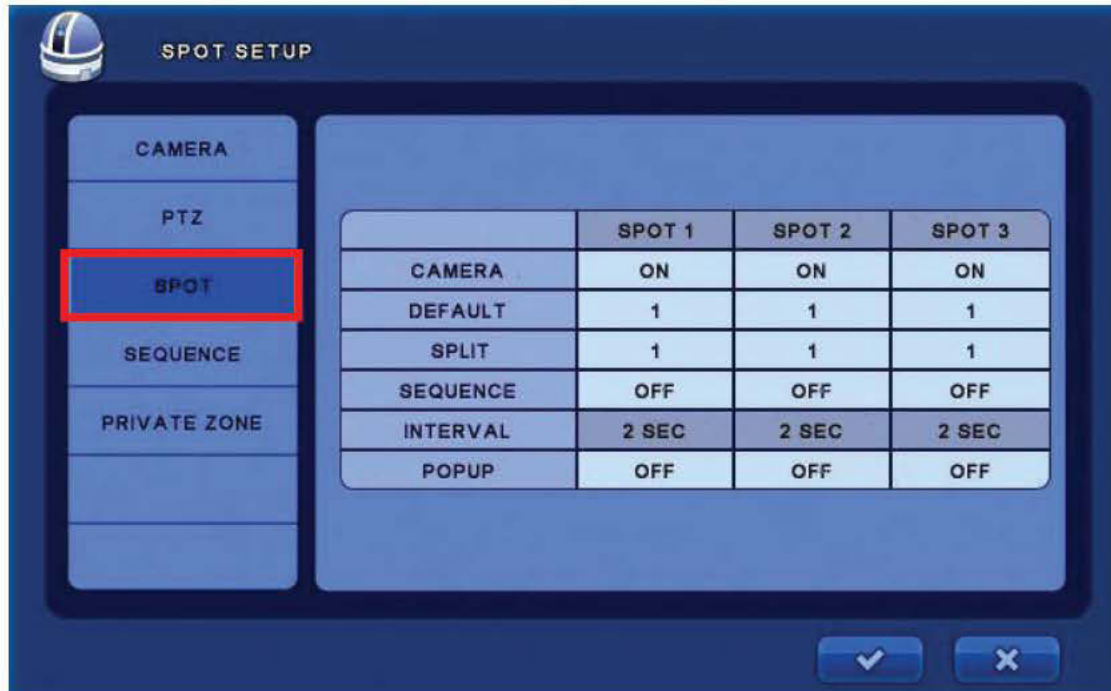 SPOT SETUP
CAMERA
PTZ
SPOT
SEQUENCE
PRIVATE ZONE
SPOT 1 SPOT 2 SPOT 3
CAMERA ON ON ON
DEFAULT 1 1 1
SPLIT 1 1 1
SEQUENCE OFF OFF OFF
INTERVAL 2 SEC 2 SEC 2 SEC
POPUP OFF OFF OFF